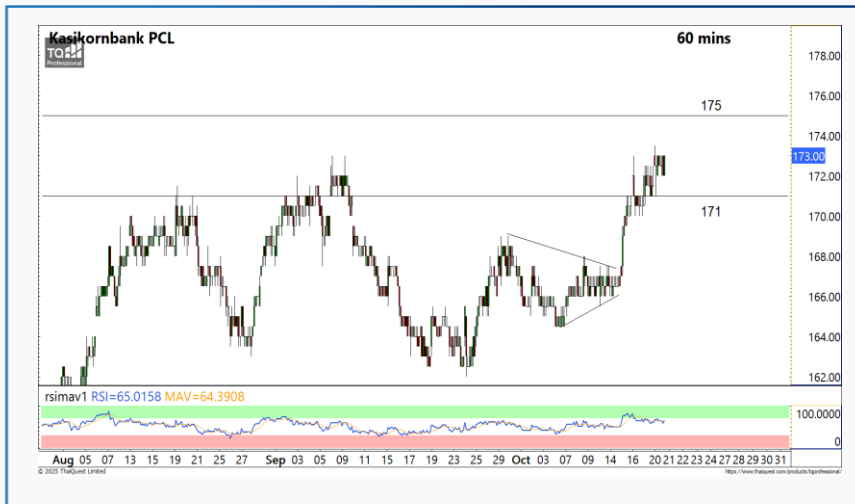 Kasikornbank PCL
60 mins
TQ
Professional
178.00
176.00
175
174.00
173.00
172.00
171
170.00
168.00
166.00
164.00
162.00
rsimav1 RSI=65.0158 MAV=64.3908
100.0000
0
Aug 05 07 13 15 19 21 25 27 29 Sep 03 05 09 11 15 17 19 23 25 29 Oct 03 07 09 14 16 20 21 22 23 24 27 28 29 30 31
© 2025 ThaiQuest Limited
https://www.thaiquest.com/products/tqprofessional/